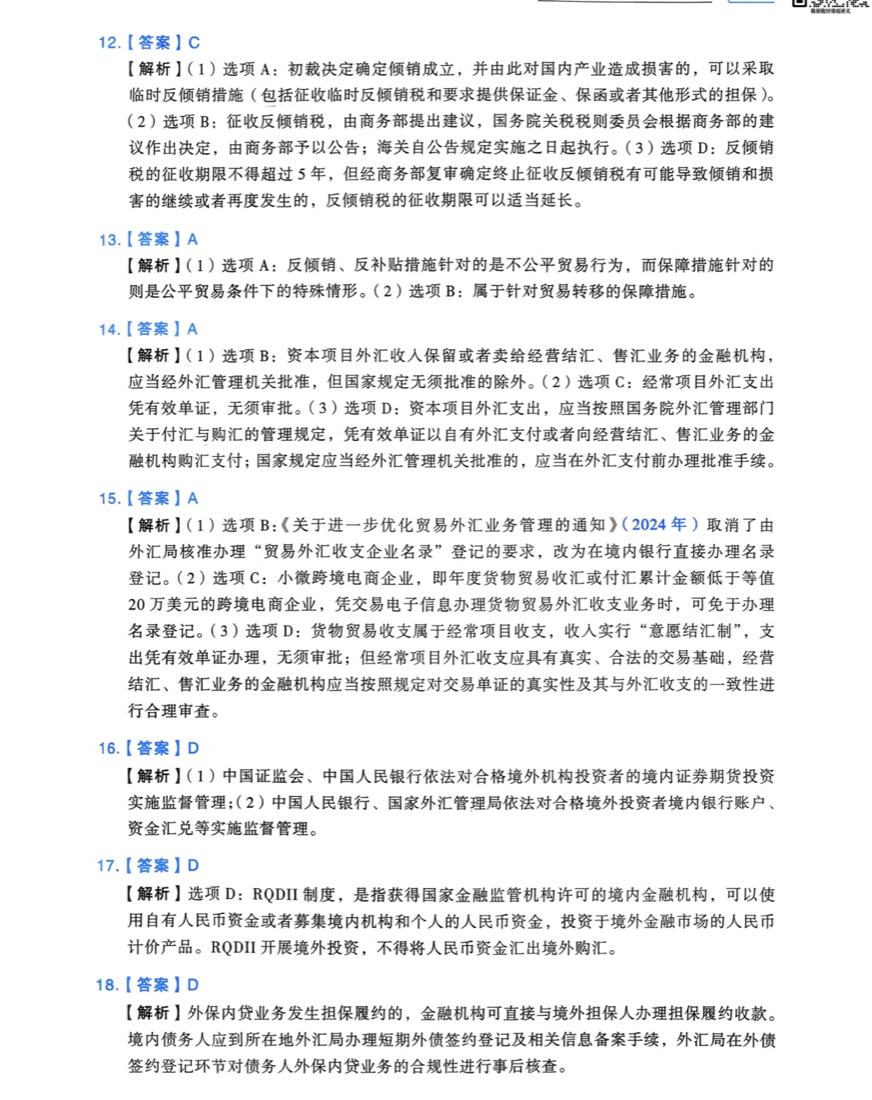 12.【答案】C
【解析】（1）选项 A：初裁决定确定倾销成立，并由此对国内产业造成损害的，可以采取
临时反倾销措施（包括征收临时反倾销税和要求提供保证金、保函或者其他形式的担保）。
（2）选项 B：征收反倾销税，由商务部提出建议，国务院关税税则委员会根据商务部的建
议作出决定，由商务部予以公告；海关自公告规定实施之日起执行。（3）选项 D：反倾销
税的征收期限不得超过 5 年，但经商务部复审确定终止征收反倾销税有可能导致倾销和损
害的继续或者再度发生的，反倾销税的征收期限可以适当延长。
13.【答案】A
【解析】（1）选项 A：反倾销、反补贴措施针对的是不公平贸易行为，而保障措施针对的
则是公平贸易条件下的特殊情形。（2）选项 B：属于针对贸易转移的保障措施。
14.【答案】A
【解析】（1）选项 B：资本项目外汇收入保留或者卖给经营结汇、售汇业务的金融机构，
应当经外汇管理机关批准，但国家规定无须批准的除外。（2）选项 C：经常项目外汇支出
凭有效单证，无须审批。（3）选项 D：资本项目外汇支出，应当按照国务院外汇管理部门
关于付汇与购汇的管理规定，凭有效单证以自有外汇支付或者向经营结汇、售汇业务的金
融机构购汇支付；国家规定应当经外汇管理机关批准的，应当在外汇支付前办理批准手续。
15.【答案】A
【解析】（1）选项 B：《关于进一步优化贸易外汇业务管理的通知》（2024 年）取消了由
外汇局核准办理“贸易外汇收支企业名录”登记的要求，改为在境内银行直接办理名录
登记。（2）选项 C：小微跨境电商企业，即年度货物贸易收汇或付汇累计金额低于等值
20 万美元的跨境电商企业，凭交易电子信息办理货物贸易外汇收支业务时，可免于办理
名录登记。（3）选项 D：货物贸易收支属于经常项目收支，收入实行“意愿结汇制”，支
出凭有效单证办理，无须审批；但经常项目外汇收支应具有真实、合法的交易基础，经营
结汇、售汇业务的金融机构应当按照规定对交易单证的真实性及其与外汇收支的一致性进
行合理审查。
16.【答案】D
【解析】（1）中国证监会、中国人民银行依法对合格境外机构投资者的境内证券期货投资
实施监督管理；（2）中国人民银行、国家外汇管理局依法对合格境外投资者境内银行账户、
资金汇兑等实施监督管理。
17.【答案】D
【解析】选项 D：RQDII 制度，是指获得国家金融监管机构许可的境内金融机构，可以使
用自有人民币资金或者募集境内机构和个人的人民币资金，投资于境外金融市场的人民币
计价产品。RQDII 开展境外投资，不得将人民币资金汇出境外购汇。
18.【答案】D
【解析】外保内贷业务发生担保履约的，金融机构可直接与境外担保人办理担保履约收款。
境内债务人应到所在地外汇局办理短期外债签约登记及相关信息备案手续，外汇局在外债
签约登记环节对债务人外保内贷业务的合规性进行事后核查。